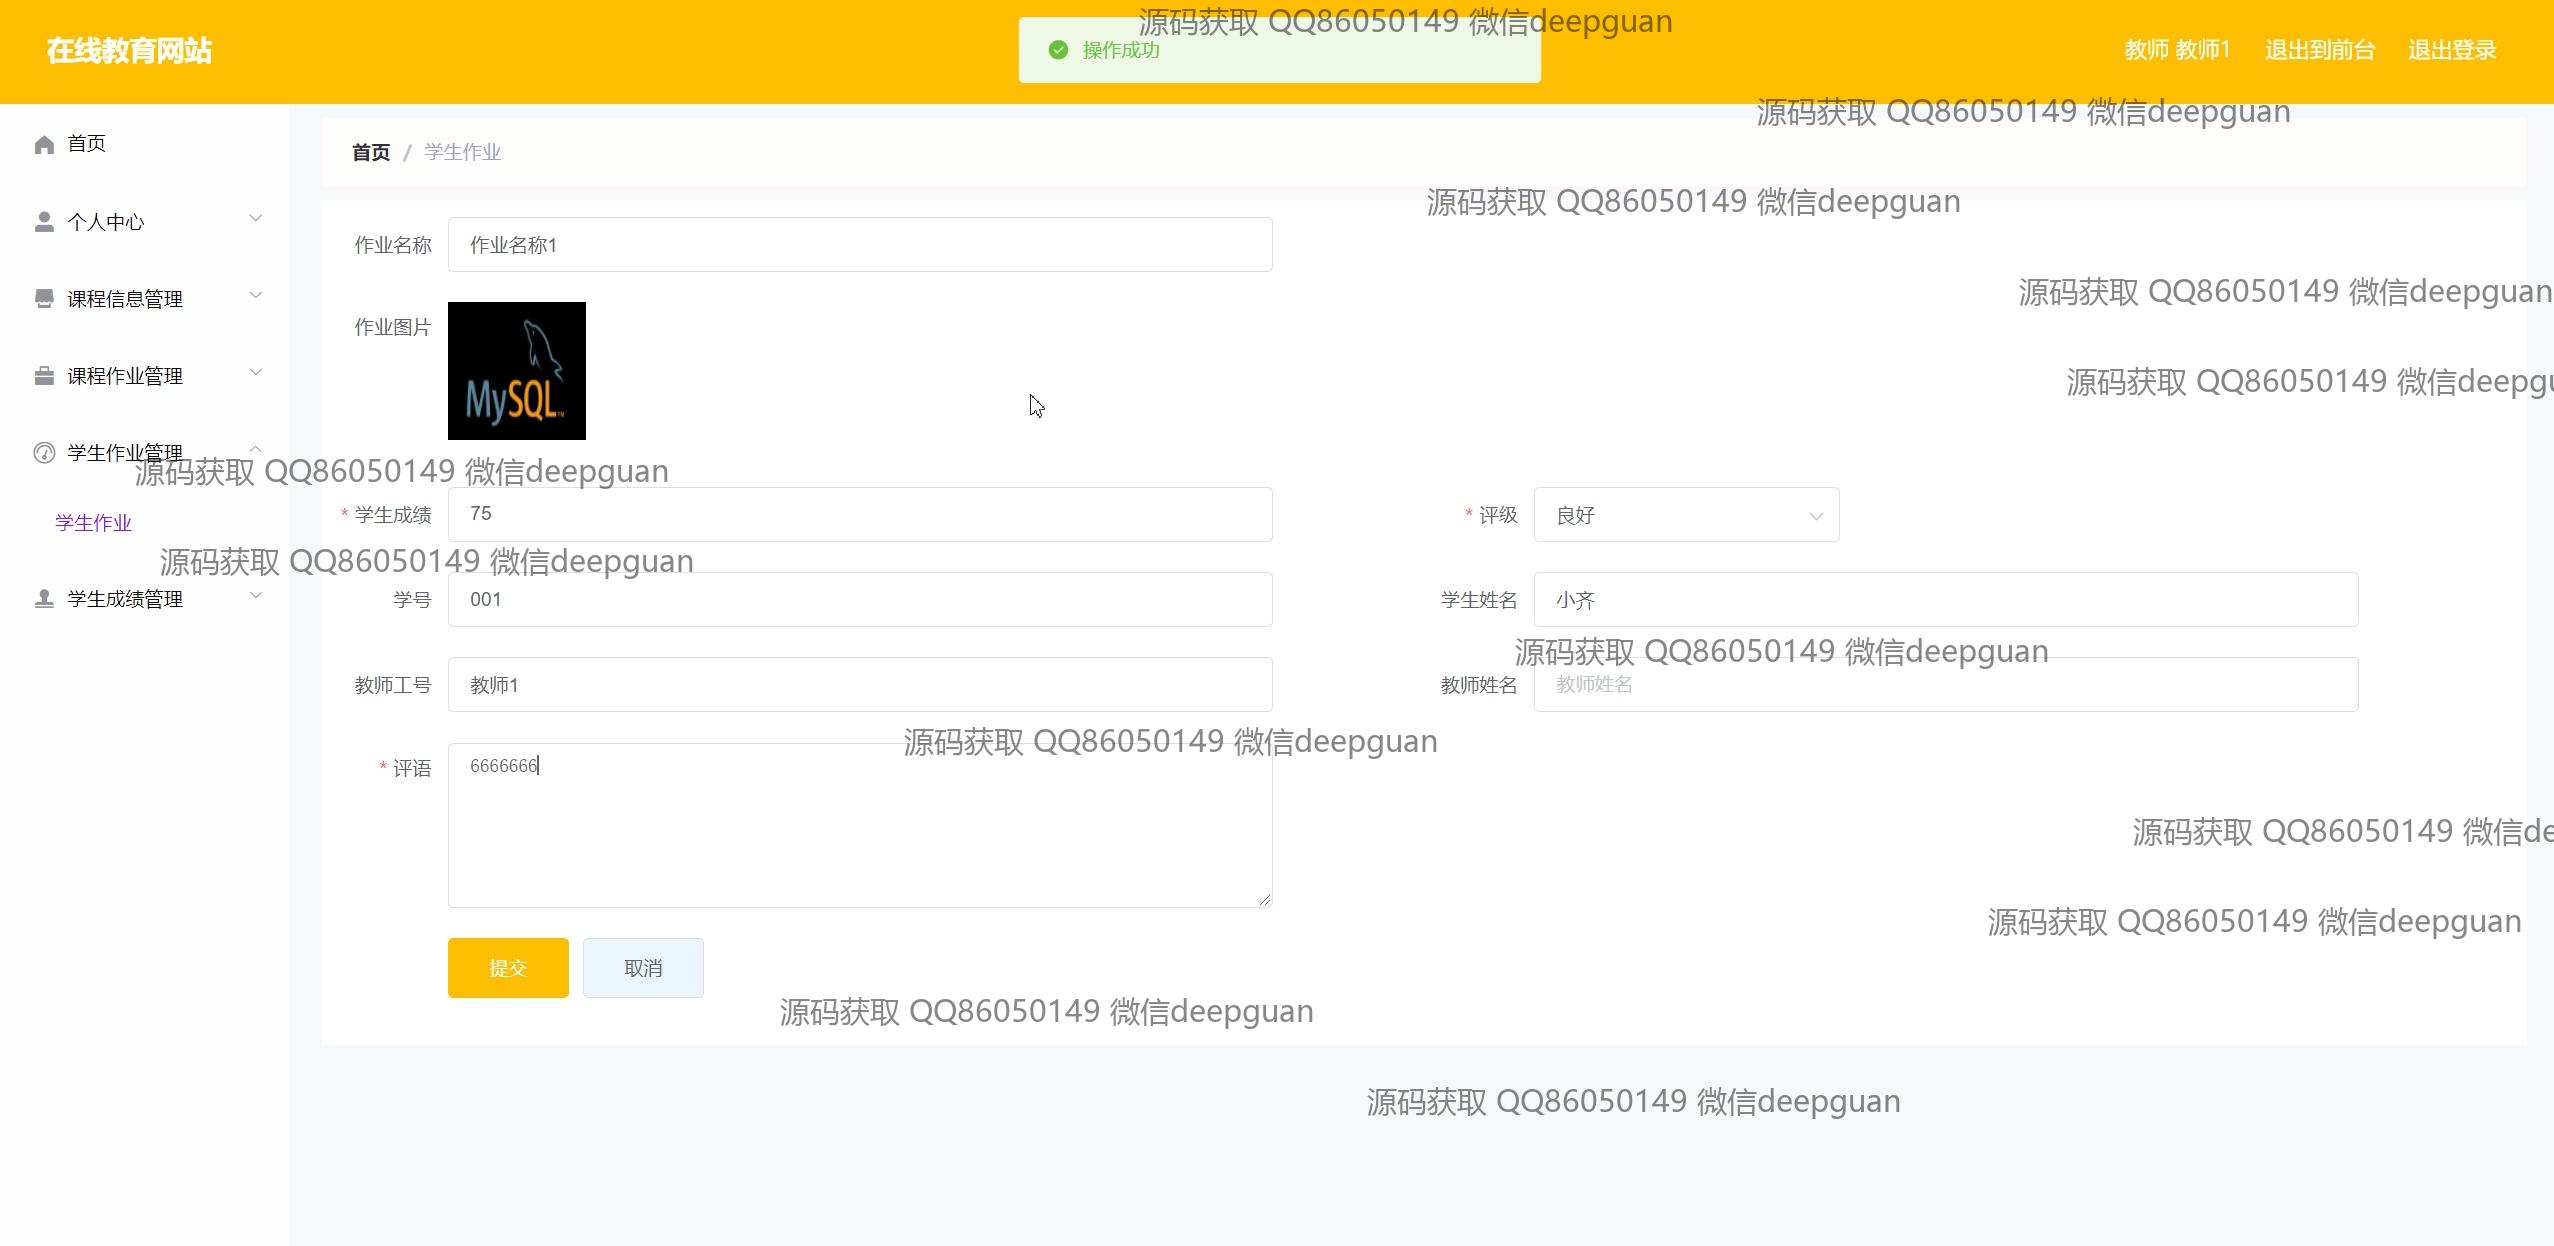 源码获取 QQ86050149 微信deepguan
在线教育网站
操作成功
教师 教师1 退出到前台 退出登录
源码获取 QQ86050149 微信deepguan
首页
首页 / 学生作业
源码获取 QQ86050149 微信deepguan
个人中心
作业名称 作业名称1
源码获取 QQ86050149 微信deepguan
课程信息管理
作业图片
MySQL
源码获取 QQ86050149 微信deepgu
课程作业管理
学生作业管理
源码获取 QQ86050149 微信deepguan
* 学生成绩 75
* 评级 良好
学生作业
源码获取 QQ86050149 微信deepguan
学生成绩管理
学号 001
学生姓名 小齐
源码获取 QQ86050149 微信deepguan
教师工号 教师1
教师姓名 教师姓名
源码获取 QQ86050149 微信deepguan
* 评语 6666666
源码获取 QQ86050149 微信de
源码获取 QQ86050149 微信deepguan
提交 取消
源码获取 QQ86050149 微信deepguan
源码获取 QQ86050149 微信deepguan